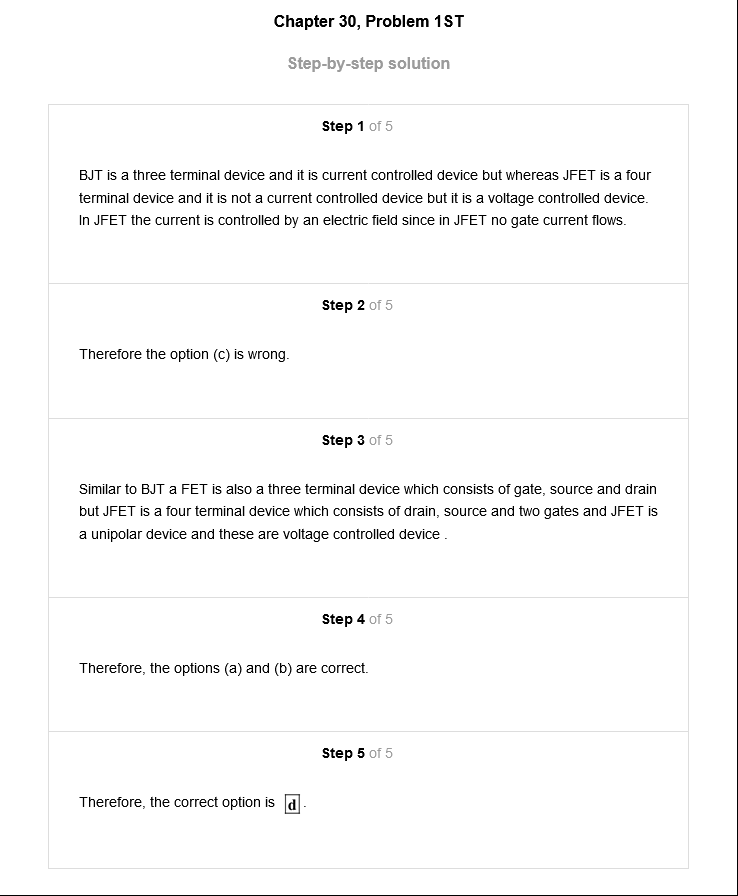 Chapter 30, Problem 1ST
Step-by-step solution
Step 1 of 5
BJT is a three terminal device and it is current controlled device but whereas JFET is a four
terminal device and it is not a current controlled device but it is a voltage controlled device.
In JFET the current is controlled by an electric field since in JFET no gate current flows.
Step 2 of 5
Therefore the option (c) is wrong.
Step 3 of 5
Similar to BJT a FET is also a three terminal device which consists of gate, source and drain
but JFET is a four terminal device which consists of drain, source and two gates and JFET is
a unipolar device and these are voltage controlled device .
Step 4 of 5
Therefore, the options (a) and (b) are correct.
Step 5 of 5
Therefore, the correct option is d .